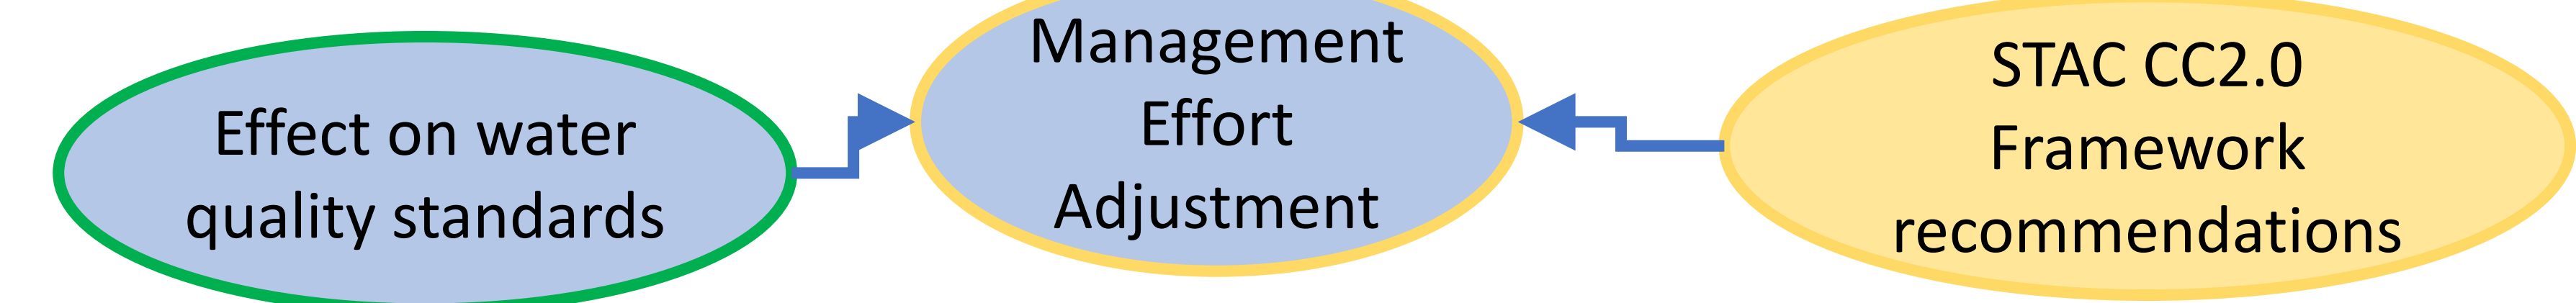 Effect on water
quality standards
Management
Effort
Adjustment
STAC CC2.0
Framework
recommendations